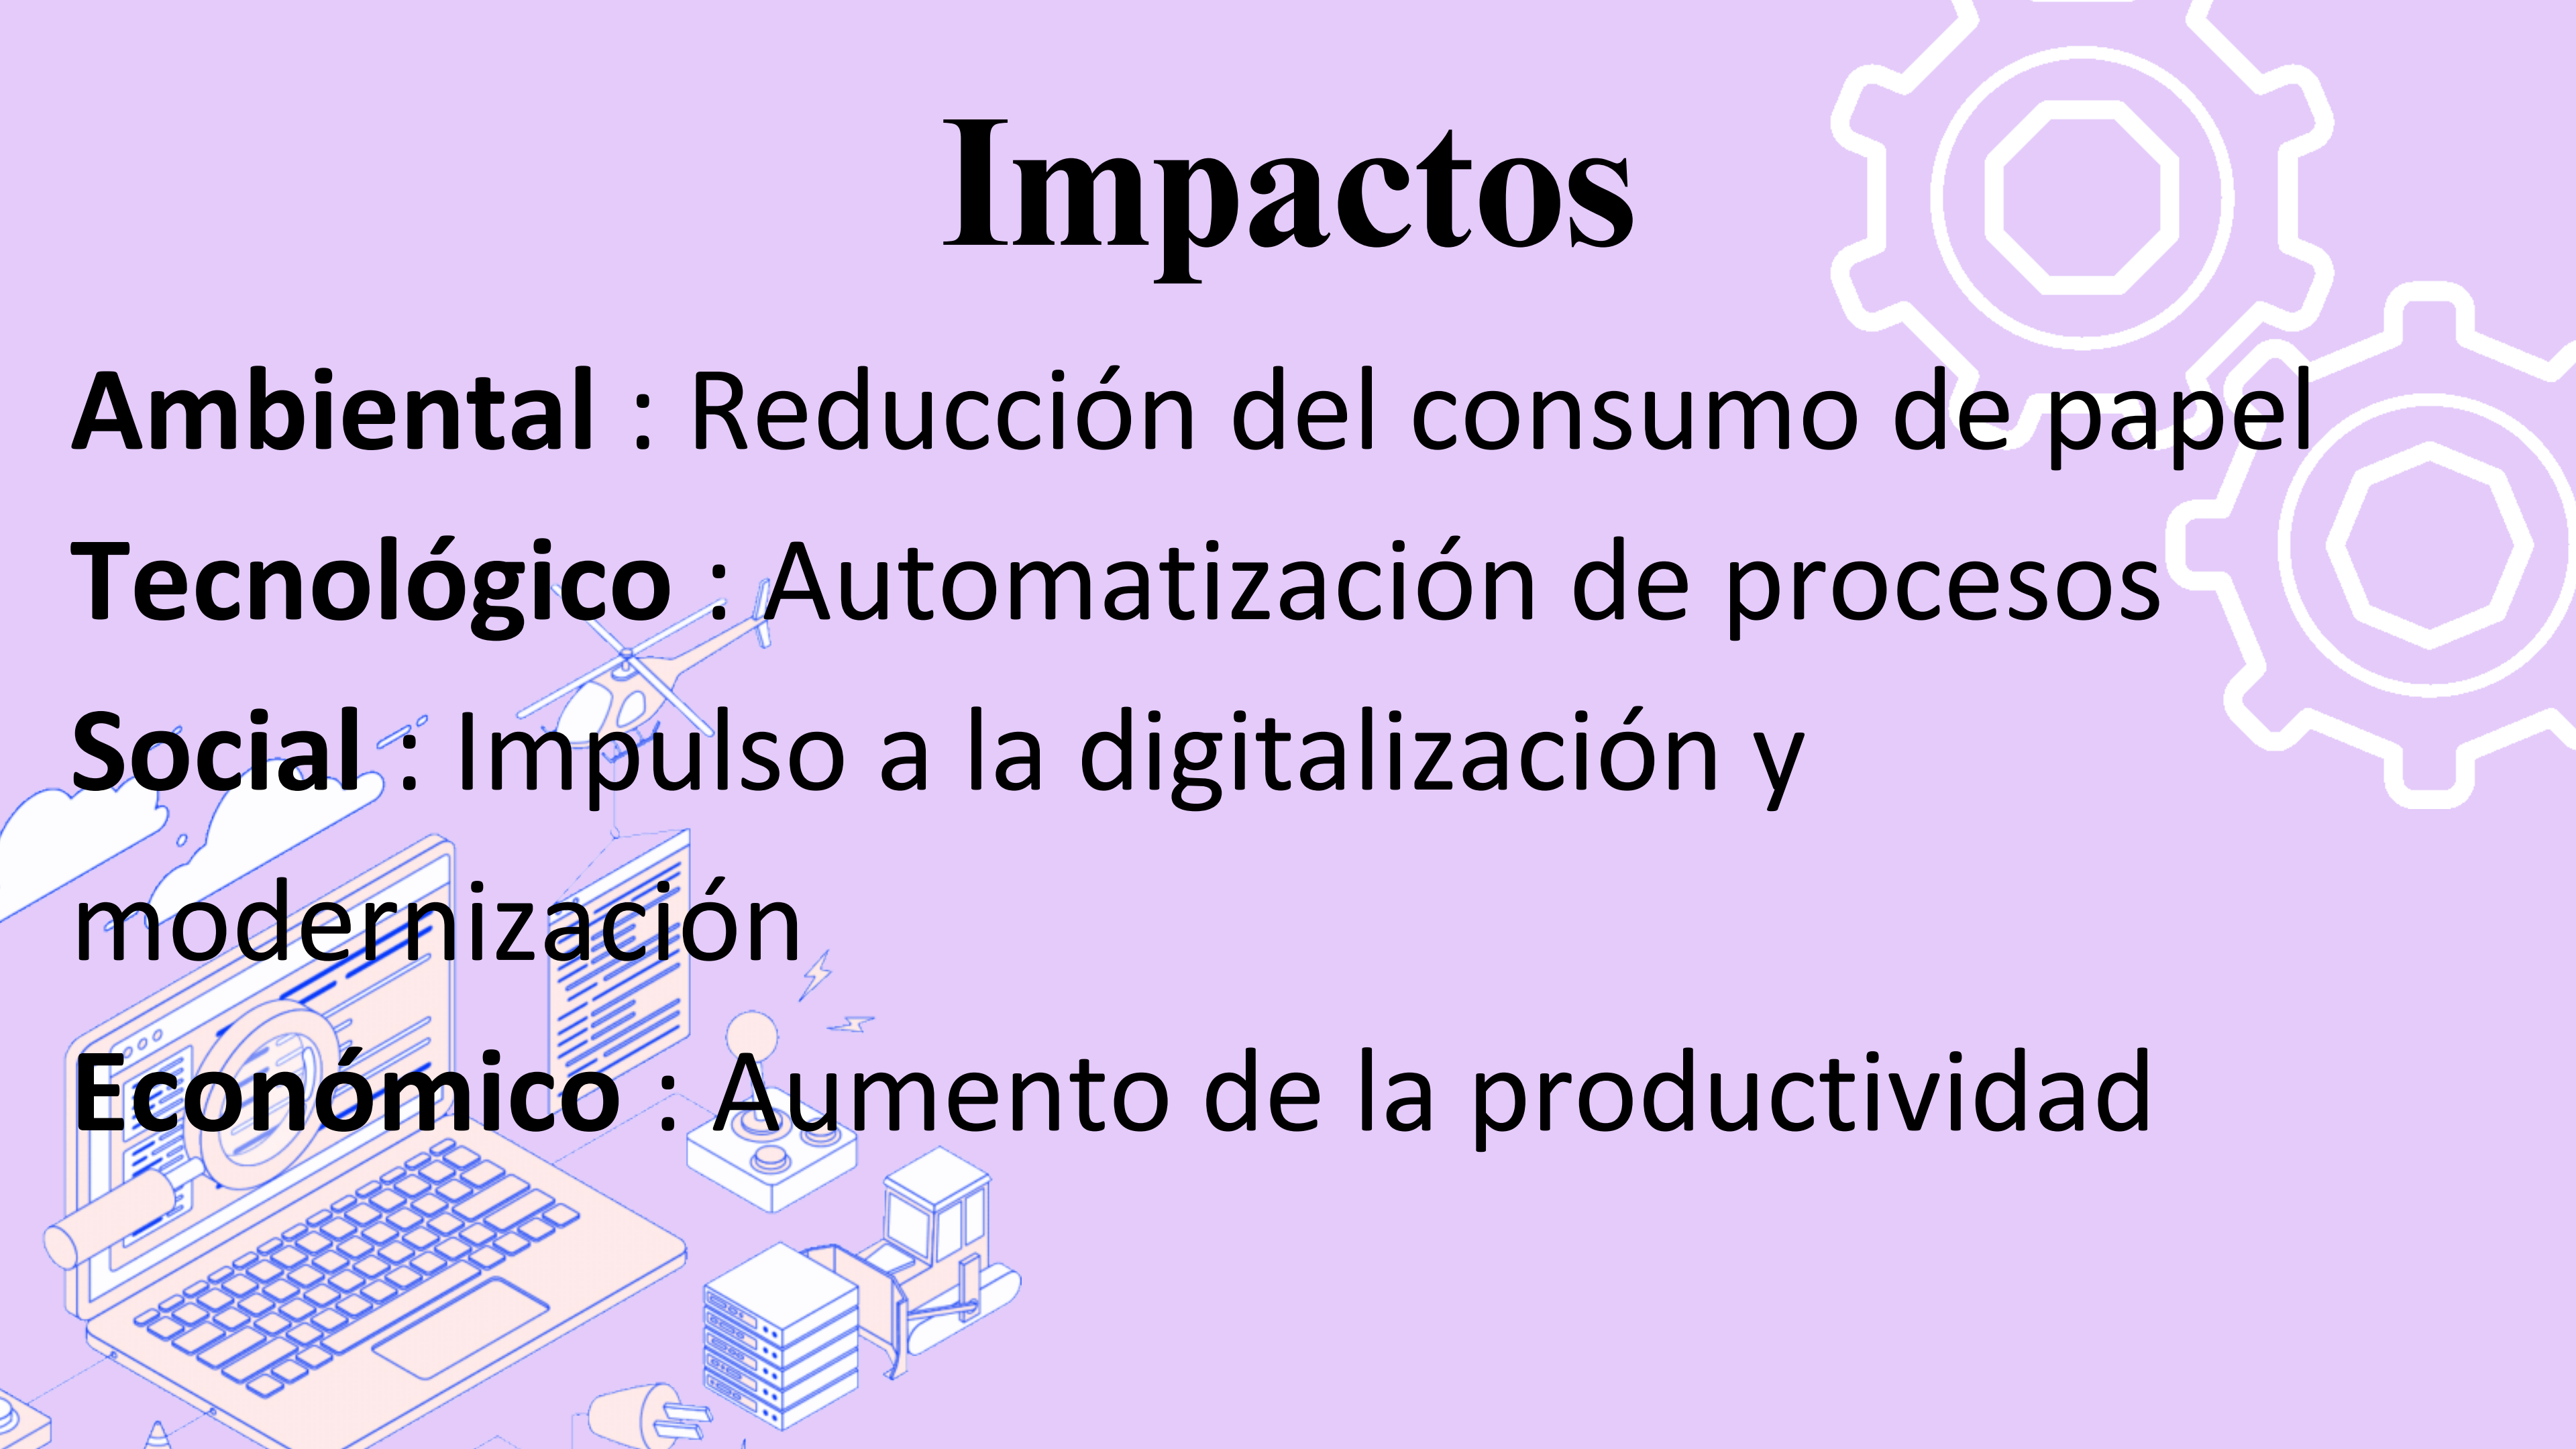 Impactos
Ambiental : Reducción del consumo de papel
Tecnológico : Automatización de procesos
Social : Impulso a la digitalización y
modernización
Económico : Aumento de la productividad